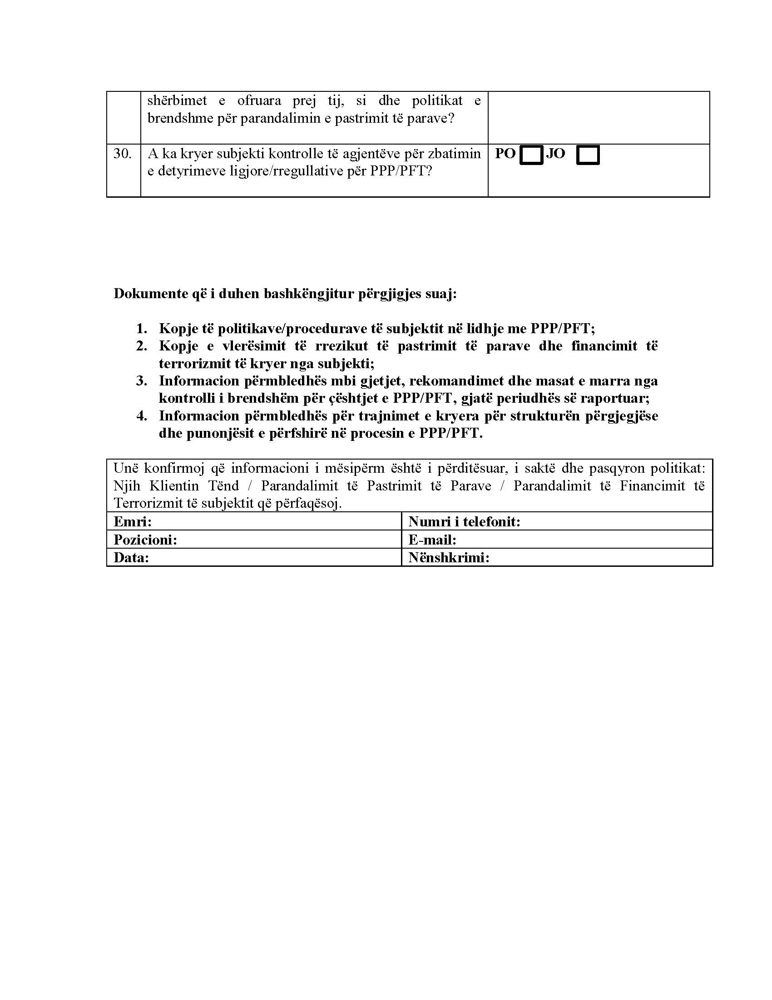 shërbimet e ofruara prej tij, si dhe politikat e
brendshme për parandalimin e pastrimit të parave?
30. A ka kryer subjekti kontrolle të agjentëve për zbatimin PO JO
e detyrimeve ligjore/rregullative për PPP/PFT?
Dokumente që i duhen bashkëngjitur përgjigjes suaj:
1. Kopje të politikave/procedurave të subjektit në lidhje me PPP/PFT;
2. Kopje e vlerësimit të rrezikut të pastrimit të parave dhe financimit të
terrorizmit të kryer nga subjekti;
3. Informacion përmbledhës mbi gjetjet, rekomandimet dhe masat e marra nga
kontrolli i brendshëm për çështjet e PPP/PFT, gjatë periudhës së raportuar;
4. Informacion përmbledhës për trajnimet e kryera për strukturën përgjegjëse
dhe punonjësit e përfshirë në procesin e PPP/PFT.
Unë konfirmoj që informacioni i mësipërm është i përditësuar, i saktë dhe pasqyron politikat:
Njih Klientin Tënd / Parandalimit të Pastrimit të Parave / Parandalimit të Financimit të
Terrorizmit të subjektit që përfaqësoj.
Emri: Numri i telefonit:
Pozicioni: E-mail:
Data: Nënshkrimi: